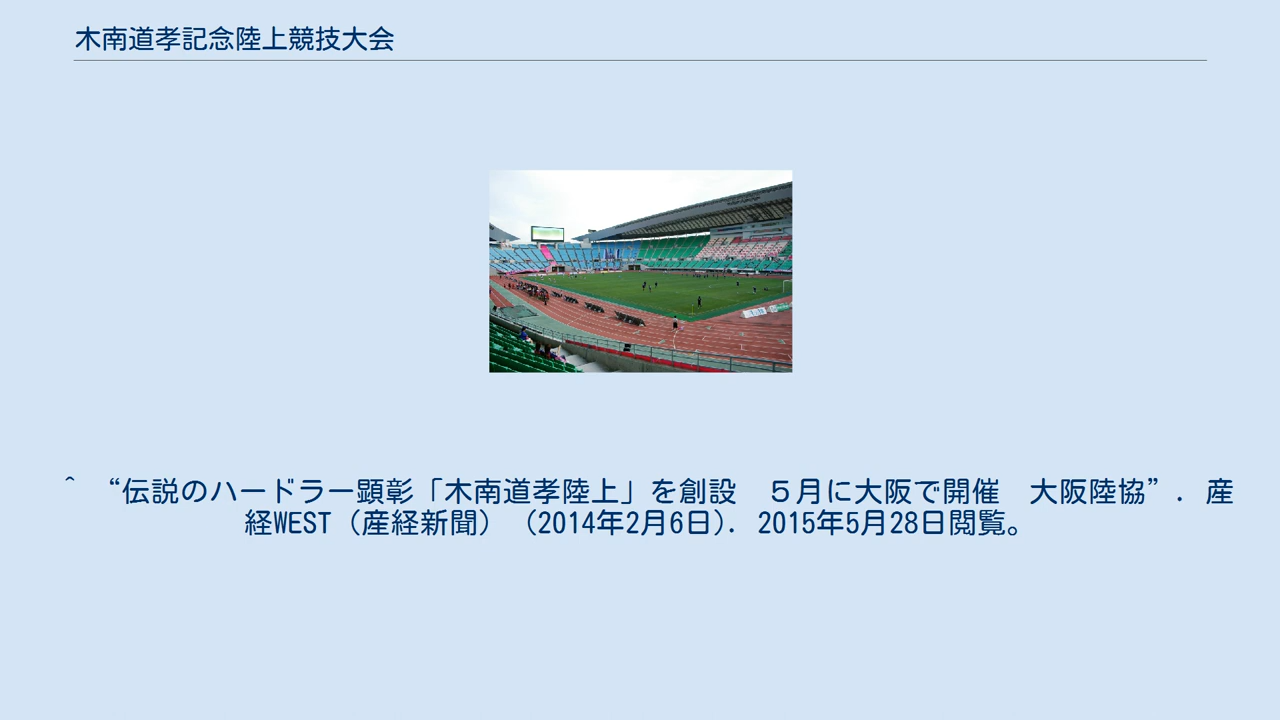 木南道孝記念陸上競技大会
^ “伝説のハードラー顕彰「木南道孝陸上」を創設　５月に大阪で開催　大阪陸協”. 産
経WEST（産経新聞） （2014年2月6日). 2015年5月28日閲覧。